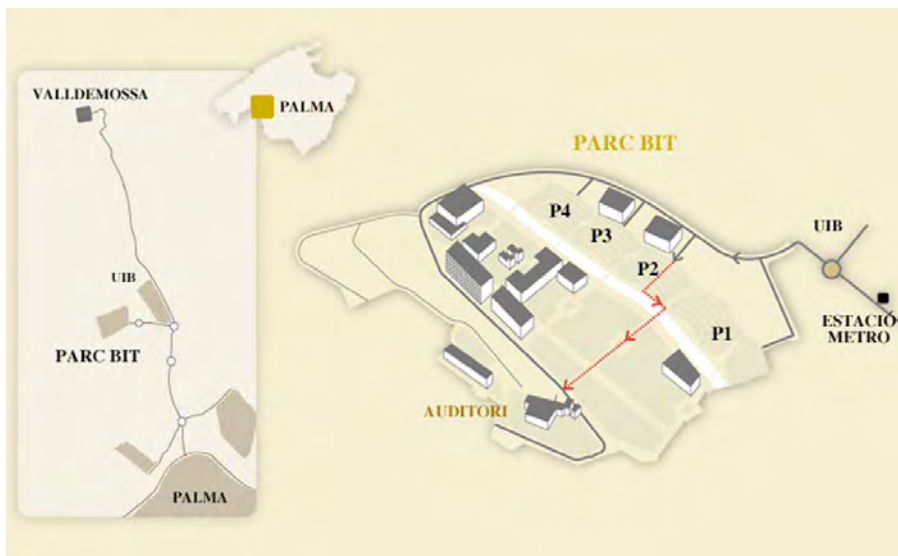 VALLDEMOSSA
PALMA
UIB
PARC BIT
PALMA
PARC BIT
P4
P3
P2
P1
UIB
ESTACIÓ
METRO
AUDITORI